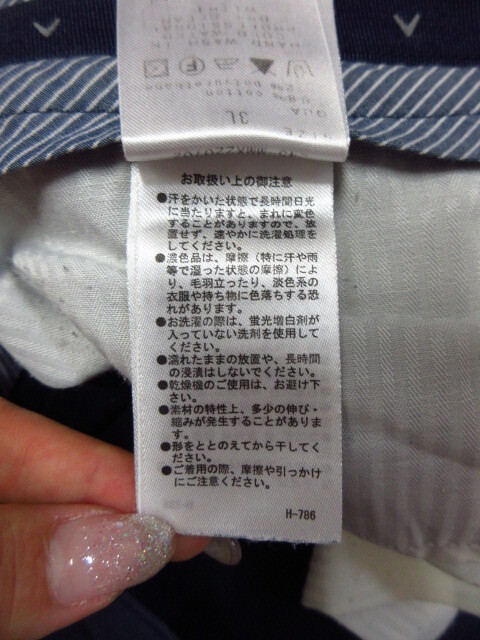 お取扱い上の御注意
●汗をかいた状態で長時間日光
に当たりますと、まれに変色
することがありますので、放
置せず、速やかに洗濯処理を
してください。
●濃色品は、摩擦（特に汗や雨
等で湿った状態の摩擦）によ
り、毛羽立ったり、淡色系の
衣服や持ち物に色落ちする恐
れがあります。
●お洗濯の際は、蛍光増白剤が
入っていない洗剤を使用して
ください。
●濡れたままの放置や、長時間
の浸漬はしないでください。
●乾燥機のご使用は、お避け下
さい。
●素材の特性上、多少の伸び・
縮みが発生することがありま
す。
●形をととのえてから干してく
ださい。
●ご着用の際、摩擦や引っかけ
にご注意ください。
H-786
HAND WASH IN
COLD WATER
2% polyurethane
98% cotton
QUA
3L
SIZE